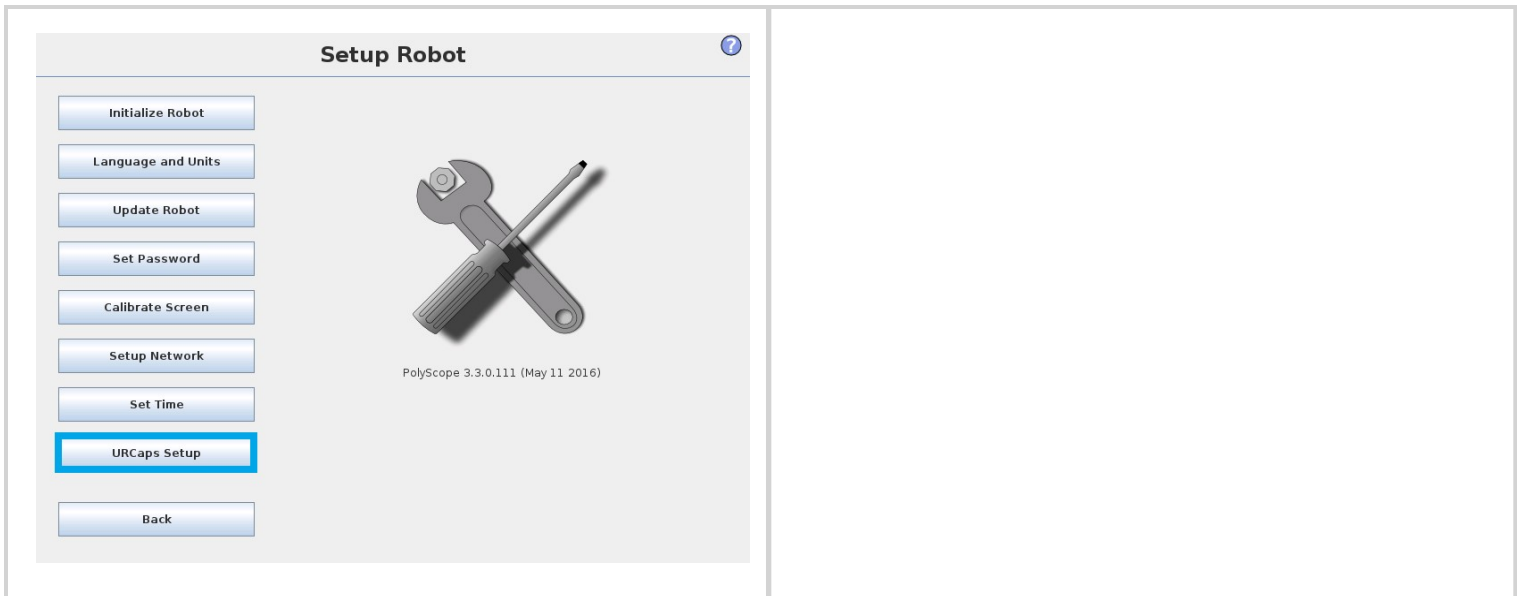 Setup Robot
?
Initialize Robot
Language and Units
Update Robot
Set Password
Calibrate Screen
Setup Network
Set Time
URCaps Setup
Back
PolyScope 3.3.0.111 (May 11 2016)